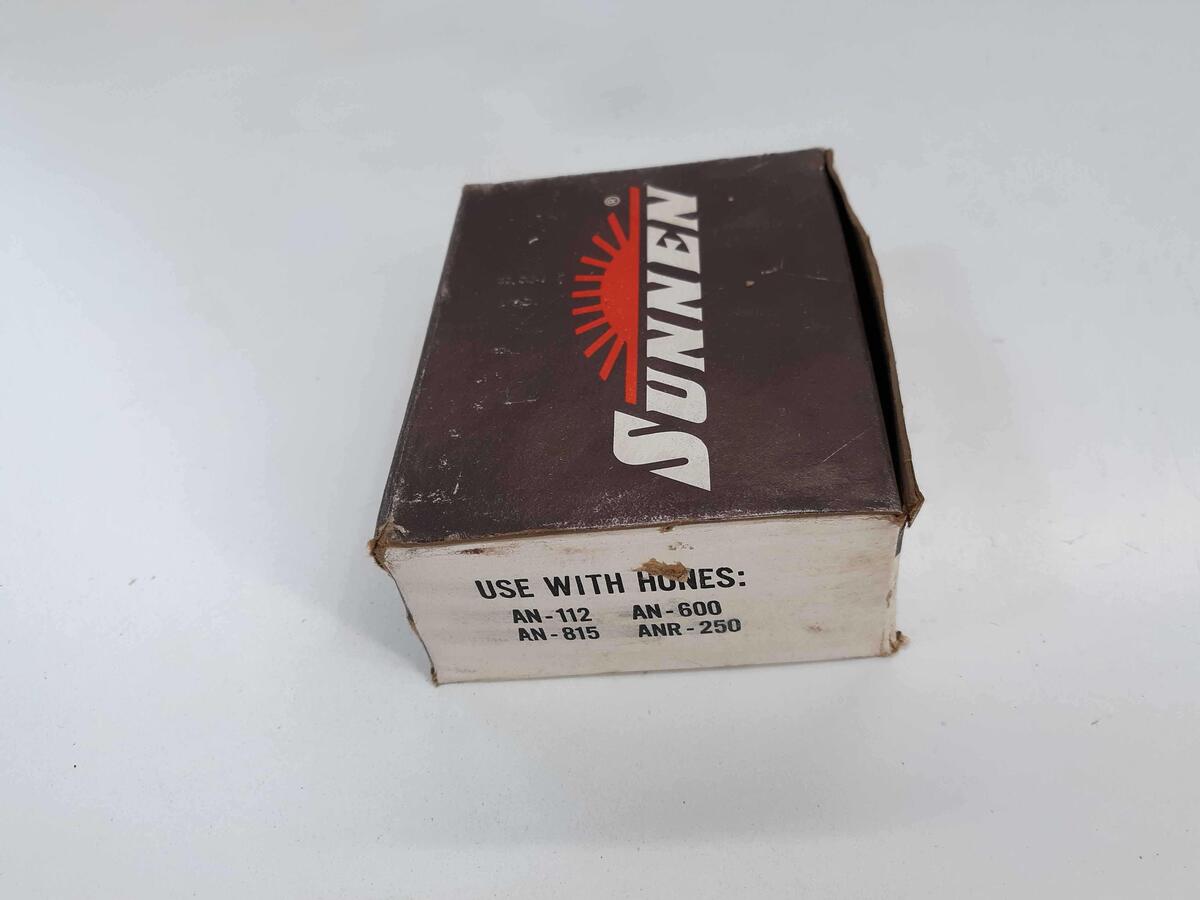 SUNNEN®
USE WITH HONES:
AN-112 AN-600
AN-815 ANR-250